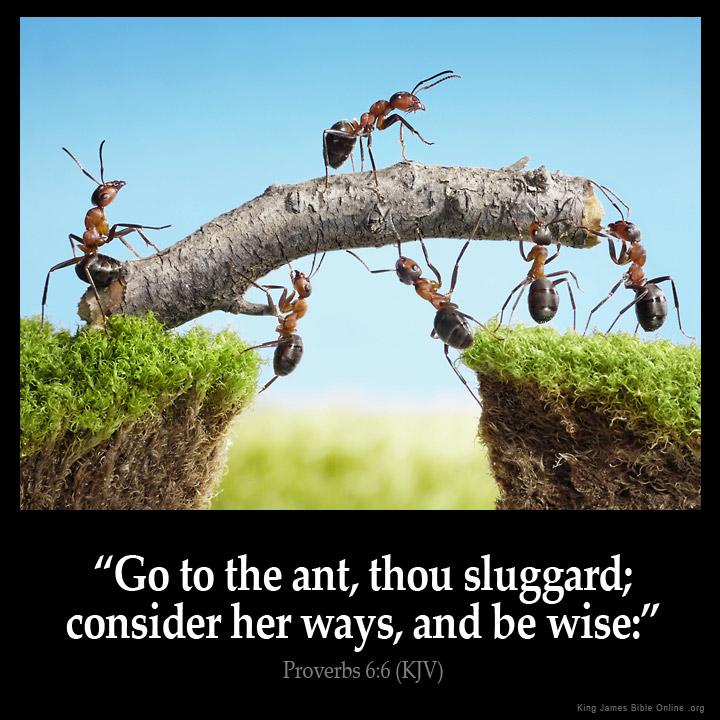 “Go to the ant, thou sluggard;
consider her ways, and be wise:”
Proverbs 6:6 (KJV)
King James Bible Online .org